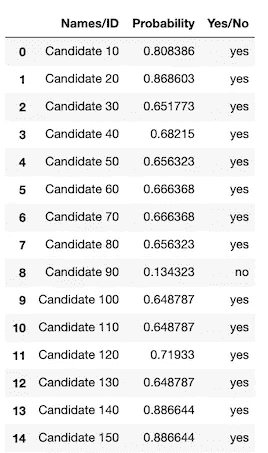 Names/ID Probability Yes/No
0 Candidate 10 0.808386 yes
1 Candidate 20 0.868603 yes
2 Candidate 30 0.651773 yes
3 Candidate 40 0.68215 yes
4 Candidate 50 0.656323 yes
5 Candidate 60 0.666368 yes
6 Candidate 70 0.666368 yes
7 Candidate 80 0.656323 yes
8 Candidate 90 0.134323 no
9 Candidate 100 0.648787 yes
10 Candidate 110 0.648787 yes
11 Candidate 120 0.71933 yes
12 Candidate 130 0.648787 yes
13 Candidate 140 0.886644 yes
14 Candidate 150 0.886644 yes